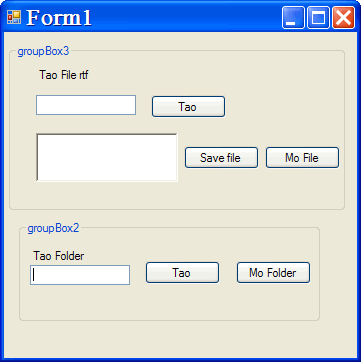 Form1
groupBox3
Tao File rtf
Tao
Save file Mo File
groupBox2
Tao Folder
Tao Mo Folder